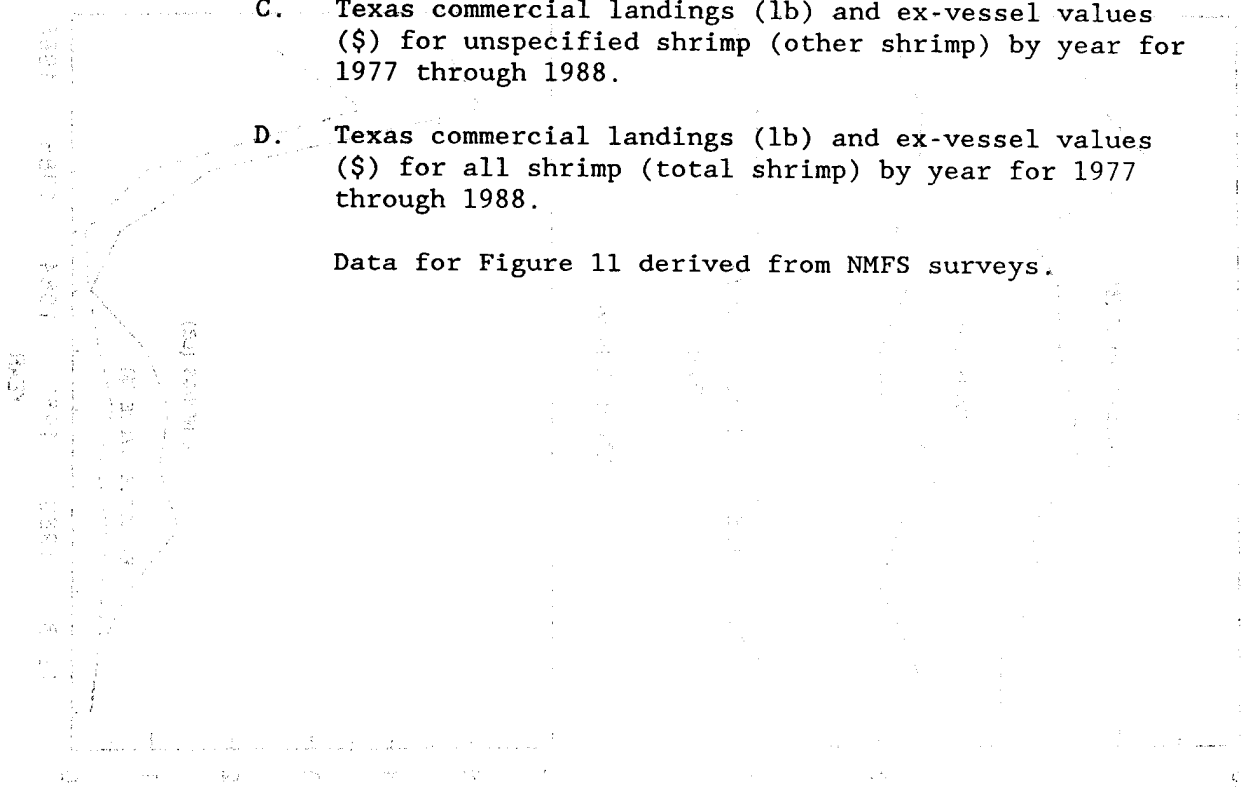 C. Texas commercial landings (lb) and ex-vessel values
($) for unspecified shrimp (other shrimp) by year for
1977 through 1988.
D. Texas commercial landings (lb) and ex-vessel values
($) for all shrimp (total shrimp) by year for 1977
through 1988.
Data for Figure 11 derived from NMFS surveys.